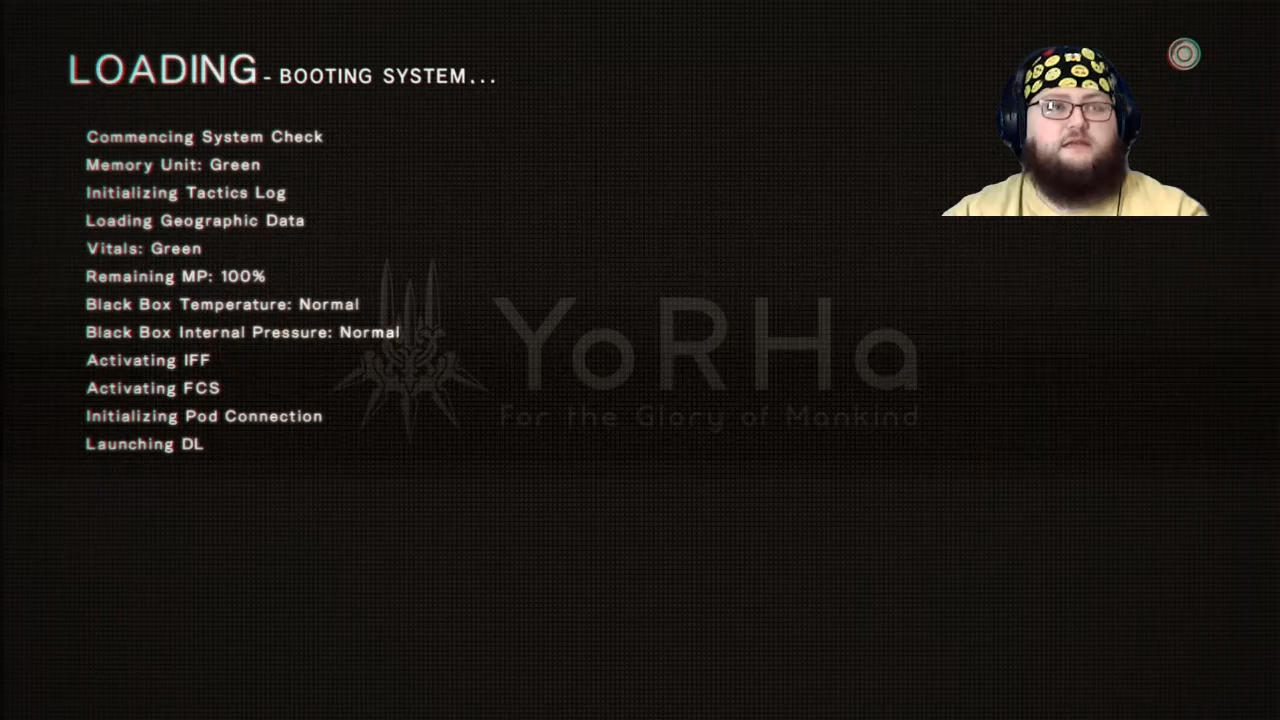 LOADING - BOOTING SYSTEM...
Commencing System Check
Memory Unit: Green
Initializing Tactics Log
Loading Geographic Data
Vitals: Green
Remaining MP: 100%
Black Box Temperature: Normal
Black Box Internal Pressure: Normal
Activating IFF
Activating FCS
Initializing Pod Connection
Launching DL
YoRHa
For the Glory of Mankind